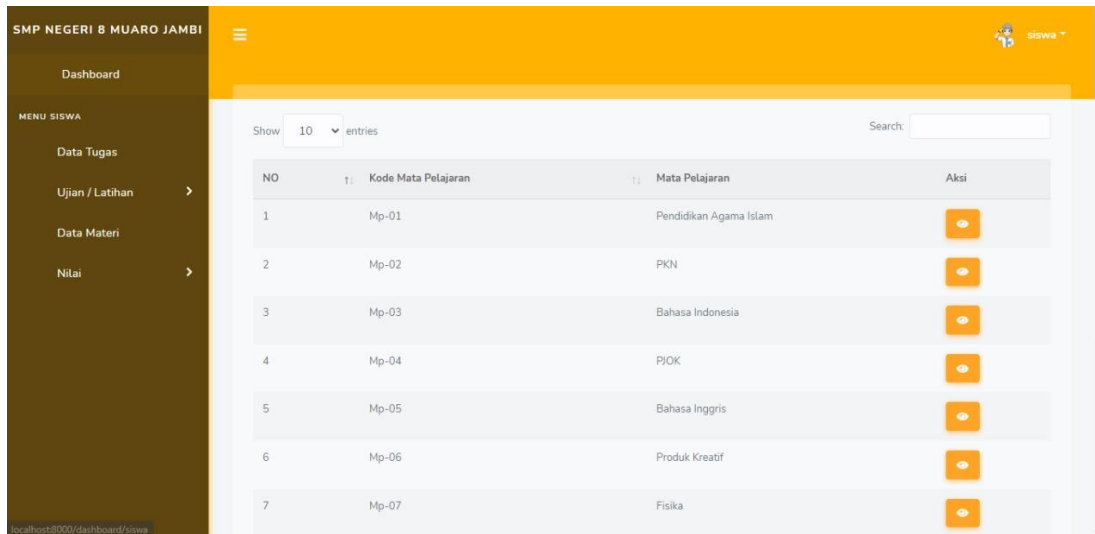 SMP NEGERI 8 MUARO JAMBI
siswa
Dashboard
MENU SISWA
Data Tugas
Ujian / Latihan
Data Materi
Nilai
Show 10 entries
Search:
NO Kode Mata Pelajaran Mata Pelajaran Aksi
1 Mp-01 Pendidikan Agama Islam
2 Mp-02 PKN
3 Mp-03 Bahasa Indonesia
4 Mp-04 PJOK
5 Mp-05 Bahasa Inggris
6 Mp-06 Produk Kreatif
7 Mp-07 Fisika
localhost:8000/dashboard/siswa